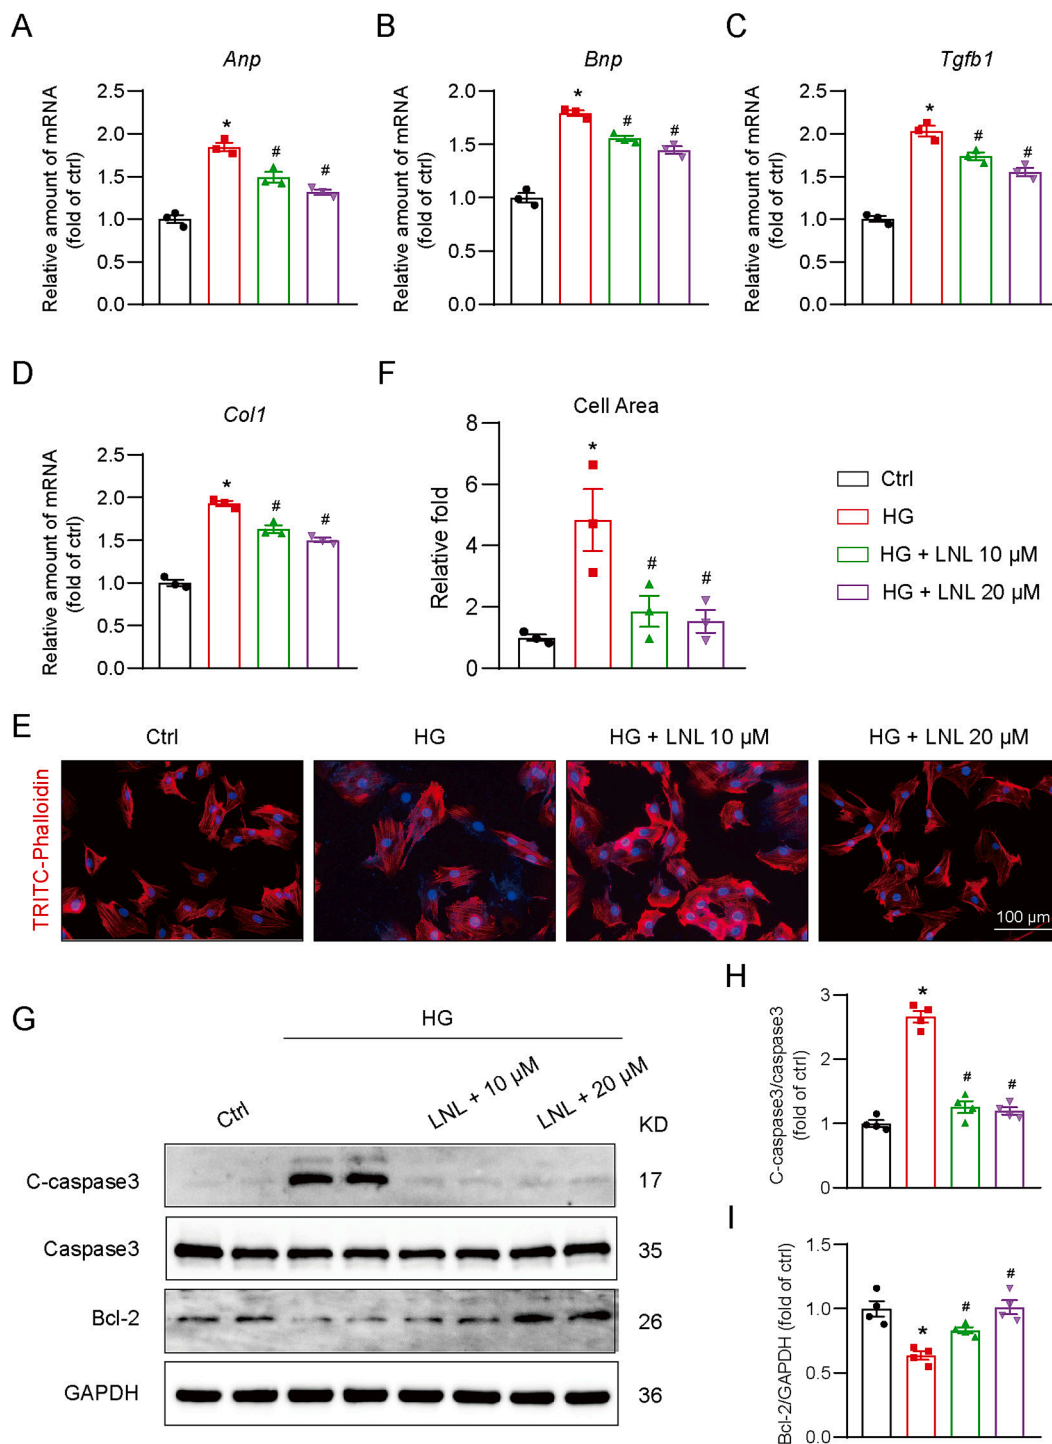 A
Anp
Relative amount of mRNA
(fold of ctrl)
2.5
2.0
1.5
1.0
0.5
0.0
*
#
#
B
Bnp
Relative amount of mRNA
(fold of ctrl)
2.0
1.5
1.0
0.5
0.0
*
#
#
C
Tgfb1
Relative amount of mRNA
(fold of ctrl)
2.5
2.0
1.5
1.0
0.5
0.0
*
#
#
D
Col1
Relative amount of mRNA
(fold of ctrl)
2.5
2.0
1.5
1.0
0.5
0.0
*
#
#
F
Cell Area
Relative fold
8
6
4
2
0
*
#
#
Ctrl
HG
HG + LNL 10 μM
HG + LNL 20 μM
E
Ctrl
HG
HG + LNL 10 μM
HG + LNL 20 μM
TRITC-Phalloidin
100 μm
G
HG
Ctrl
LNL + 10 μM
LNL + 20 μM
KD
C-caspase3
17
Caspase3
35
Bcl-2
26
GAPDH
36
H
C-caspase3/caspase3
(fold of ctrl)
3
2
1
0
*
#
#
I
Bcl-2/GAPDH (fold of ctrl)
1.5
1.0
0.5
0.0
*
#
#